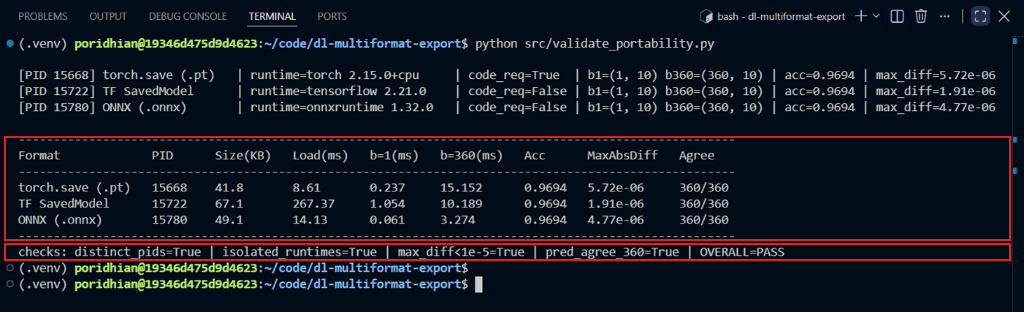 PROBLEMS OUTPUT DEBUG CONSOLE TERMINAL PORTS bash - dl-multiformat-export
(.venv) poridhian@19346d475d9d4623:~/code/dl-multiformat-export$ python src/validate_portability.py
[PID 15668] torch.save (.pt) | runtime=torch 2.15.0+cpu | code_req=True | b1=(1, 10) b360=(360, 10) | acc=0.9694 | max_diff=5.72e-06
[PID 15722] TF SavedModel | runtime=tensorflow 2.21.0 | code_req=False | b1=(1, 10) b360=(360, 10) | acc=0.9694 | max_diff=1.91e-06
[PID 15780] ONNX (.onnx) | runtime=onnxruntime 1.32.0 | code_req=False | b1=(1, 10) b360=(360, 10) | acc=0.9694 | max_diff=4.77e-06
--------------------------------------------------------------------------------------------
Format PID Size(KB) Load(ms) b=1(ms) b=360(ms) Acc MaxAbsDiff Agree
--------------------------------------------------------------------------------------------
torch.save (.pt) 15668 41.8 8.61 0.237 15.152 0.9694 5.72e-06 360/360
TF SavedModel 15722 67.1 267.37 1.054 10.189 0.9694 1.91e-06 360/360
ONNX (.onnx) 15780 49.1 14.13 0.061 3.274 0.9694 4.77e-06 360/360
--------------------------------------------------------------------------------------------
checks: distinct_pids=True | isolated_runtimes=True | max_diff<1e-5=True | pred_agree_360=True | OVERALL=PASS
(.venv) poridhian@19346d475d9d4623:~/code/dl-multiformat-export$
(.venv) poridhian@19346d475d9d4623:~/code/dl-multiformat-export$